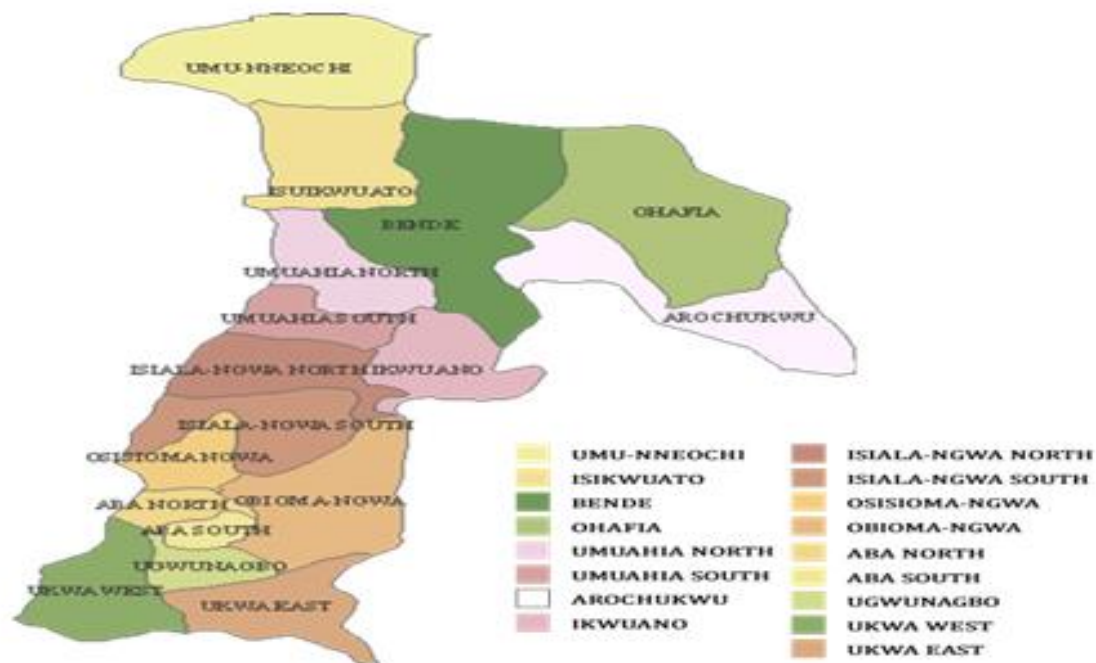 UMU-NNEOCHI
ISUIKWUATO
OHAFIA
BENDE
UMUAHIA NORTH
AROCHUKWU
UMUAHIA SOUTH
ISIALA-NGWA NORTH
IKWUANO
ISIALA-NGWA SOUTH
OSISIOMA NGWA
OBIOMA-NGWA
ABA NORTH
ABA SOUTH
UGWUNAGBO
UKWA WEST
UKWA EAST
UMU-NNEOCHI
ISIKWUATO
BENDE
OHAFIA
UMUAHIA NORTH
UMUAHIA SOUTH
AROCHUKWU
IKWUANO
ISIALA-NGWA NORTH
ISIALA-NGWA SOUTH
OSISIOMA-NGWA
OBIOMA-NGWA
ABA NORTH
ABA SOUTH
UGWUNAGBO
UKWA WEST
UKWA EAST